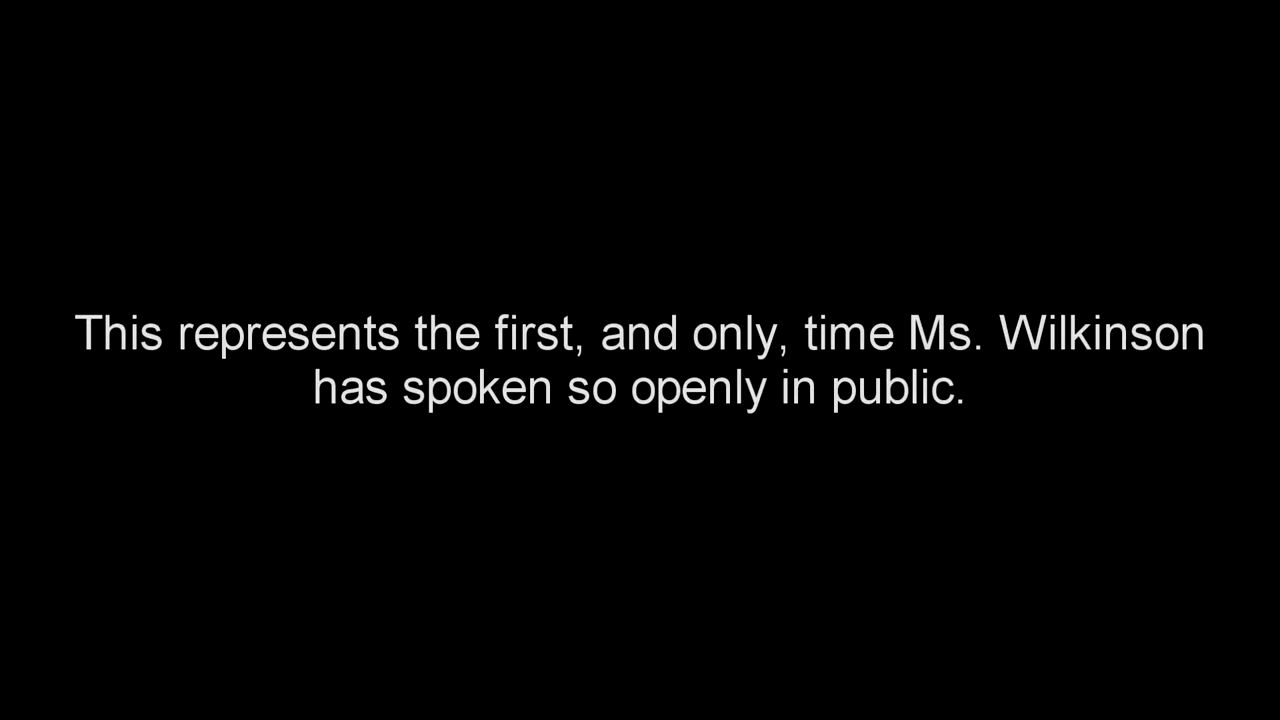 This represents the first, and only, time Ms. Wilkinson
has spoken so openly in public.